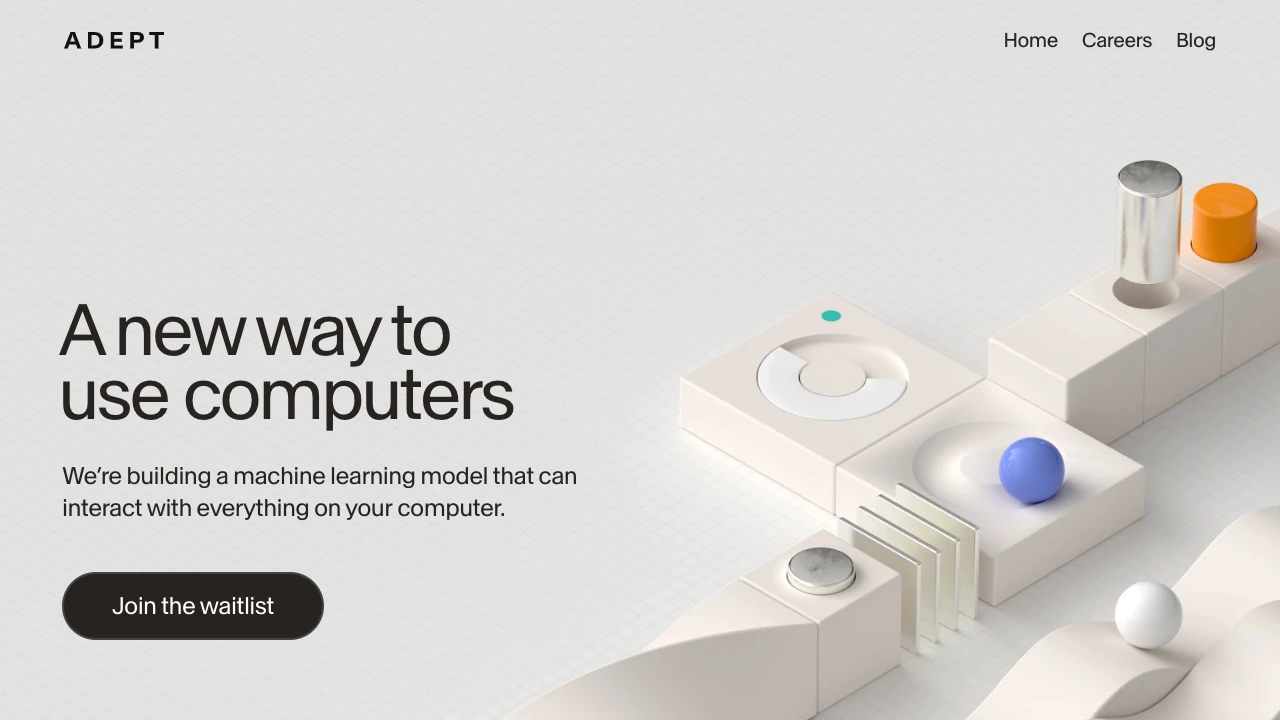 ADEPT
Home Careers Blog
A new way to
use computers
We’re building a machine learning model that can
interact with everything on your computer.
Join the waitlist